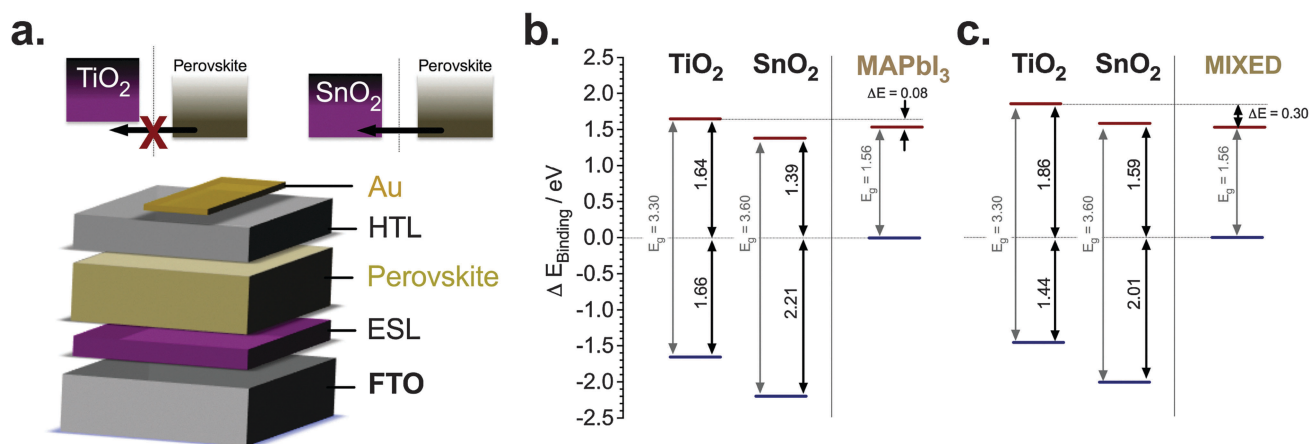 a.
TiO2
Perovskite
X
SnO2
Perovskite
Au
HTL
Perovskite
ESL
FTO
b.
Δ EBinding / eV
2.5
2.0
1.5
1.0
0.5
0.0
-0.5
-1.0
-1.5
-2.0
-2.5
TiO2
SnO2
MAPbI3
ΔE = 0.08
Eg = 3.30
1.64
1.66
Eg = 3.60
1.39
2.21
Eg = 1.56
c.
TiO2
SnO2
MIXED
ΔE = 0.30
Eg = 3.30
1.86
1.44
Eg = 3.60
1.59
2.01
Eg = 1.56